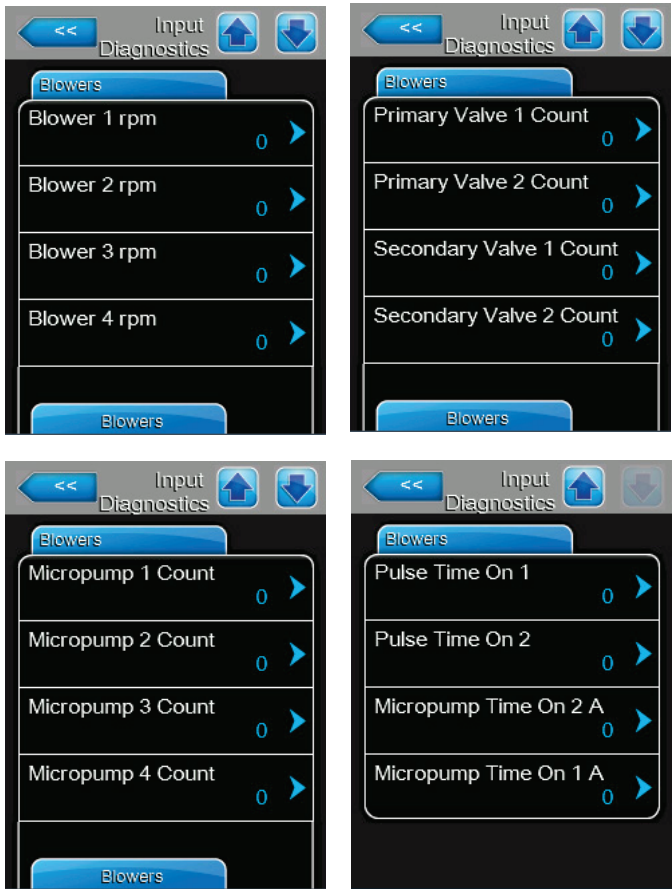 <<
Input
Diagnostics
Blowers
Blower 1 rpm
0
Blower 2 rpm
0
Blower 3 rpm
0
Blower 4 rpm
0
Blowers
<<
Input
Diagnostics
Blowers
Primary Valve 1 Count
0
Primary Valve 2 Count
0
Secondary Valve 1 Count
0
Secondary Valve 2 Count
0
Blowers
<<
Input
Diagnostics
Blowers
Micropump 1 Count
0
Micropump 2 Count
0
Micropump 3 Count
0
Micropump 4 Count
0
Blowers
<<
Input
Diagnostics
Blowers
Pulse Time On 1
0
Pulse Time On 2
0
Micropump Time On 2 A
0
Micropump Time On 1 A
0